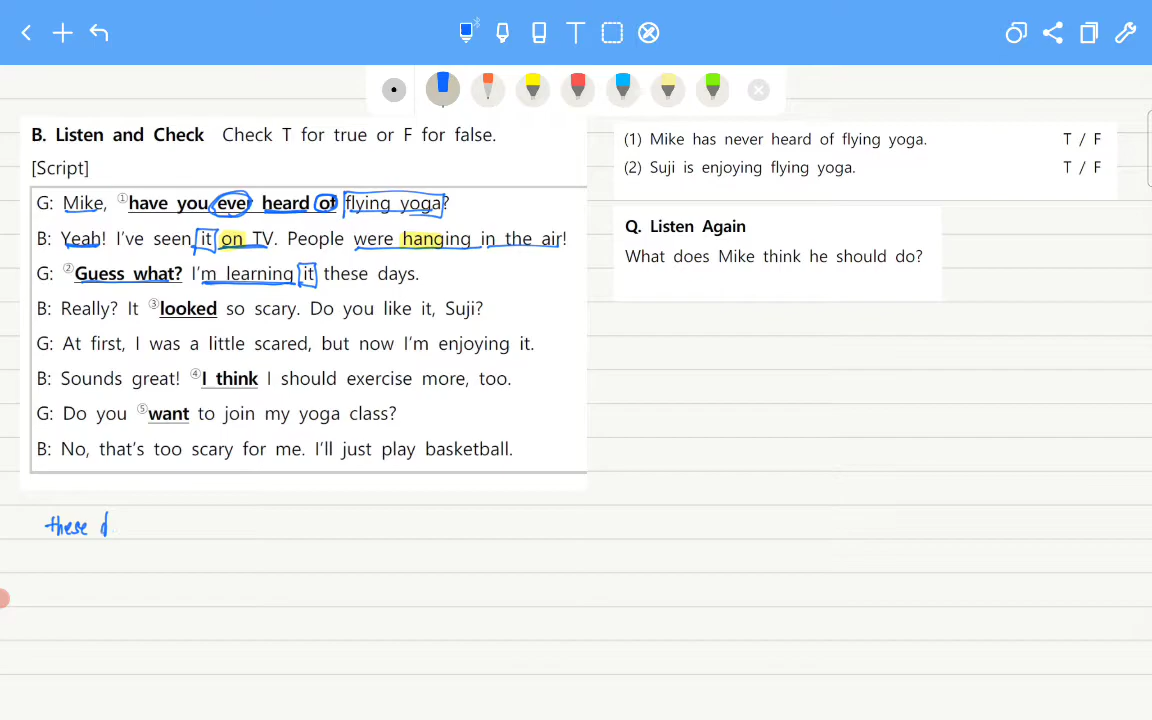 B. Listen and Check Check T for true or F for false.
[Script]
G: Mike, ①have you ever heard of flying yoga?
B: Yeah! I've seen it on TV. People were hanging in the air!
G: ②Guess what? I'm learning it these days.
B: Really? It ③looked so scary. Do you like it, Suji?
G: At first, I was a little scared, but now I'm enjoying it.
B: Sounds great! ④I think I should exercise more, too.
G: Do you ⑤want to join my yoga class?
B: No, that's too scary for me. I'll just play basketball.
these d
(1) Mike has never heard of flying yoga. T / F
(2) Suji is enjoying flying yoga. T / F
Q. Listen Again
What does Mike think he should do?